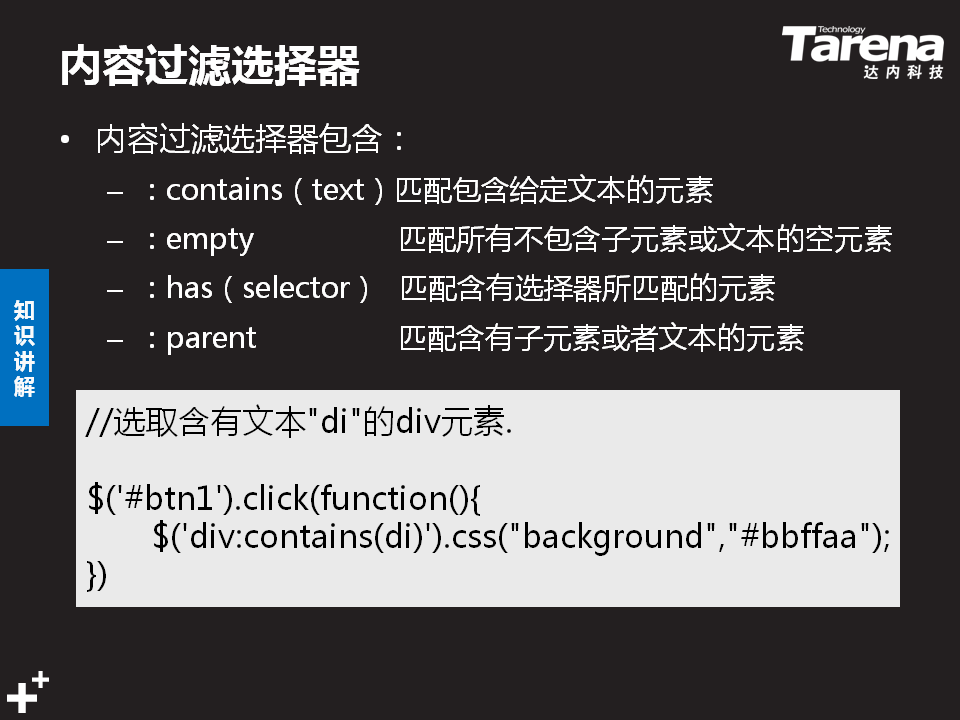 内容过滤选择器
Technology
Tarena
达内科技
• 内容过滤选择器包含：
– ：contains（text）匹配包含给定文本的元素
– ：empty 匹配所有不包含子元素或文本的空元素
– ：has（selector） 匹配含有选择器所匹配的元素
– ：parent 匹配含有子元素或者文本的元素
知
识
讲
解
//选取含有文本"di"的div元素.
$('#btn1').click(function(){
$('div:contains(di)').css("background","#bbffaa");
})